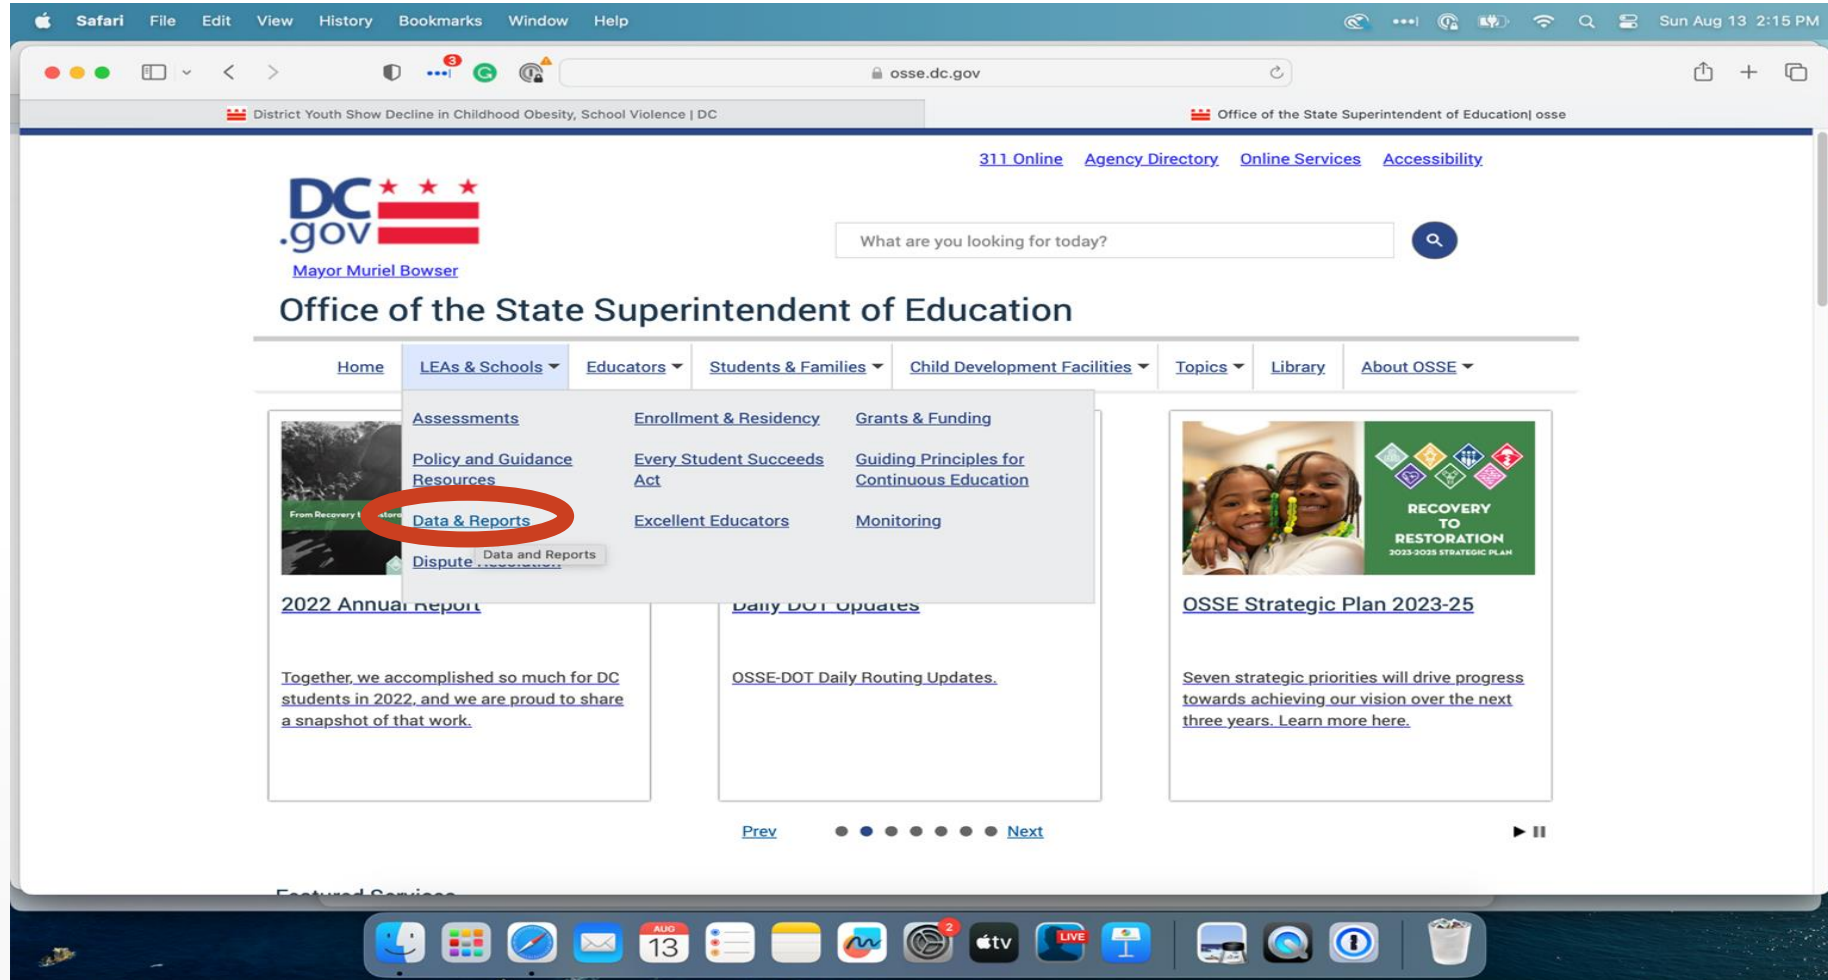 Safari File Edit View History Bookmarks Window Help
Sun Aug 13 2:15 PM
3
osse.dc.gov
District Youth Show Decline in Childhood Obesity, School Violence | DC
Office of the State Superintendent of Education| osse
311 Online Agency Directory Online Services Accessibility
DC
.gov
What are you looking for today?
Mayor Muriel Bowser
Office of the State Superintendent of Education
Home LEAs & Schools Educators Students & Families Child Development Facilities Topics Library About OSSE
Assessments Enrollment & Residency Grants & Funding
Policy and Guidance Every Student Succeeds Guiding Principles for
Resources Act Continuous Education
Data & Reports Excellent Educators Monitoring
Data and Reports
Dispute Resolution
From Recovery
RECOVERY
TO
RESTORATION
2023-2025 STRATEGIC PLAN
2022 Annual Report
Daily DOT Updates
OSSE Strategic Plan 2023-25
Together, we accomplished so much for DC
students in 2022, and we are proud to share
a snapshot of that work.
OSSE-DOT Daily Routing Updates.
Seven strategic priorities will drive progress
towards achieving our vision over the next
three years. Learn more here.
Prev Next
Featured Services
AUG
13
2
tv
LIVE